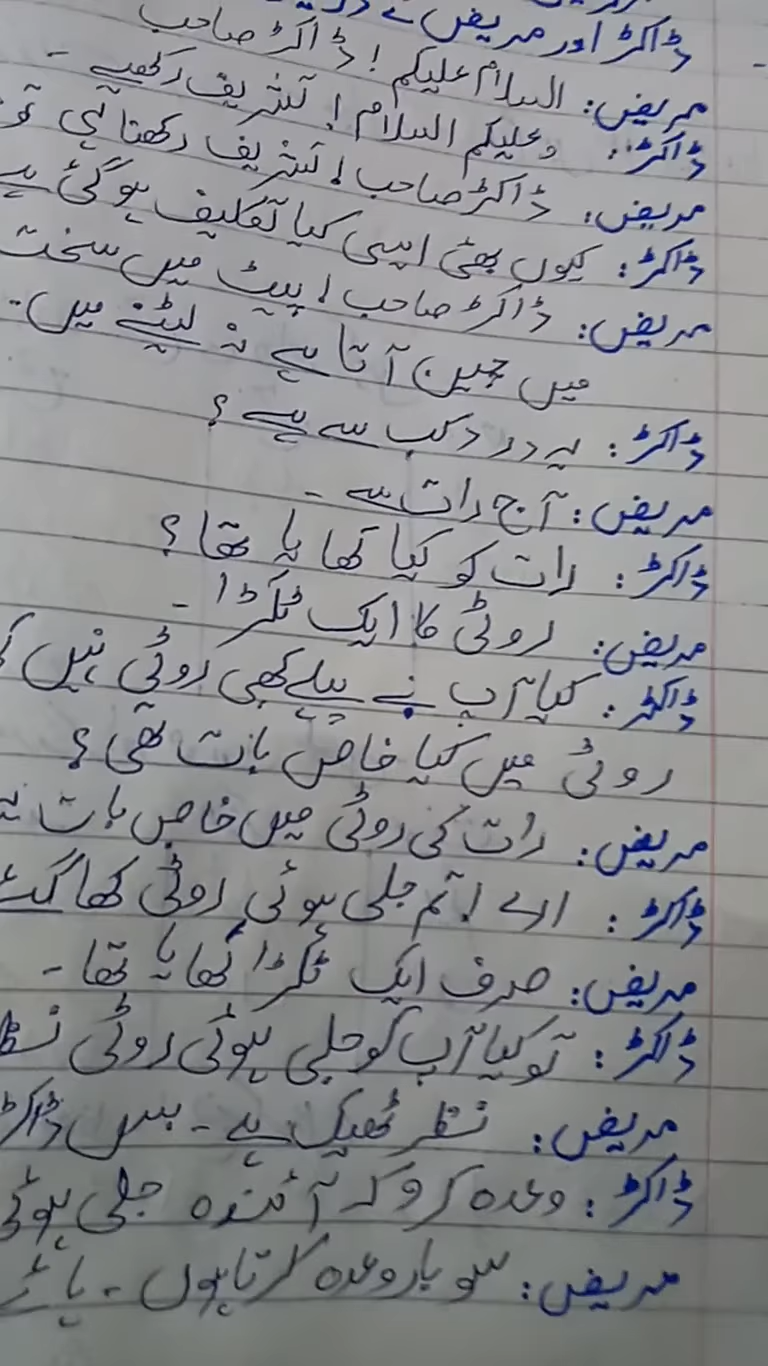 ڈاکٹر اور مریض کے
مریض: السلام علیکم! ڈاکٹر صاحب
ڈاکٹر: وعلیکم السلام! تشریف رکھیے۔
مریض: ڈاکٹر صاحب! تشریف رکھتا ہی تو
ڈاکٹر: کیوں بھئی ایسی کیا تکلیف ہو گئی ہے
مریض: ڈاکٹر صاحب! پیٹ میں سخت
میں چین آتا ہے نہ لیٹنے میں۔
ڈاکٹر: یہ درد کب سے ہے؟
مریض: آج رات سے۔
ڈاکٹر: رات کو کیا کھایا تھا؟
مریض: روٹی کا ایک ٹکڑا۔
ڈاکٹر: کیا آپ نے پہلے کبھی روٹی نہیں
روٹی میں کیا خاص بات تھی؟
مریض: رات کی روٹی میں خاص بات یہ
ڈاکٹر: ارے! تم جلی ہوئی روٹی کھا گئے
مریض: صرف ایک ٹکڑا کھایا تھا۔
ڈاکٹر: تو کیا آپ کو جلی ہوئی روٹی نظر
مریض: نظر ٹھیک ہے۔ بس ڈاکٹر
ڈاکٹر: وعدہ کرو کہ آئندہ جلی ہوئی
مریض: سو بار وعدہ کرتا ہوں۔ ہائے